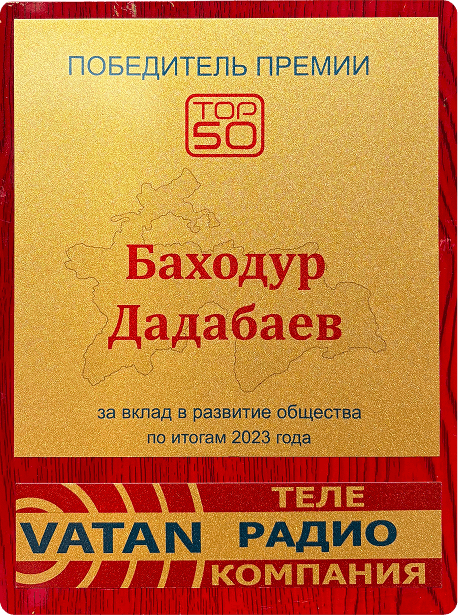 ПОБЕДИТЕЛЬ ПРЕМИИ
TOP
50
Баходур
Дадабаев
за вклад в развитие общества
по итогам 2023 года
ТЕЛЕ
VATAN РАДИО
КОМПАНИЯ